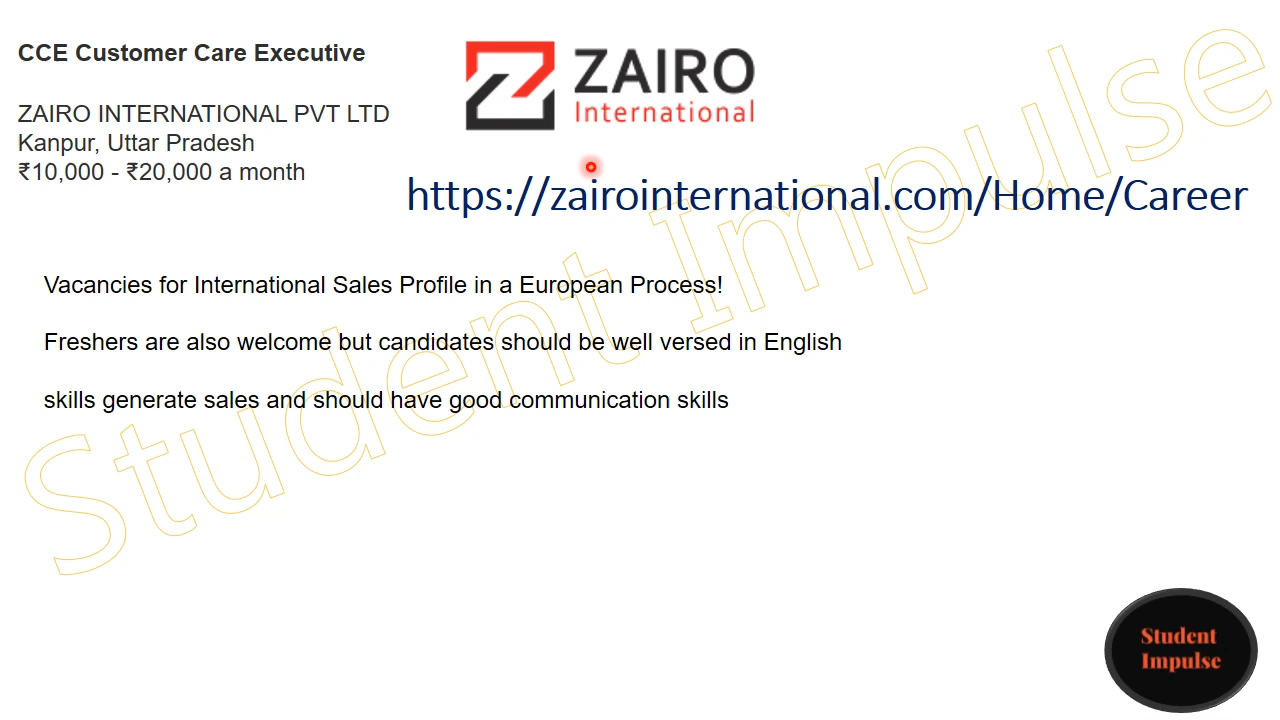 CCE Customer Care Executive
ZAIRO INTERNATIONAL PVT LTD
Kanpur, Uttar Pradesh
₹10,000 - ₹20,000 a month
ZAIRO
International
https://zairointernational.com/Home/Career
Vacancies for International Sales Profile in a European Process!
Freshers are also welcome but candidates should be well versed in English
skills generate sales and should have good communication skills
Student Impulse
Student
Impulse